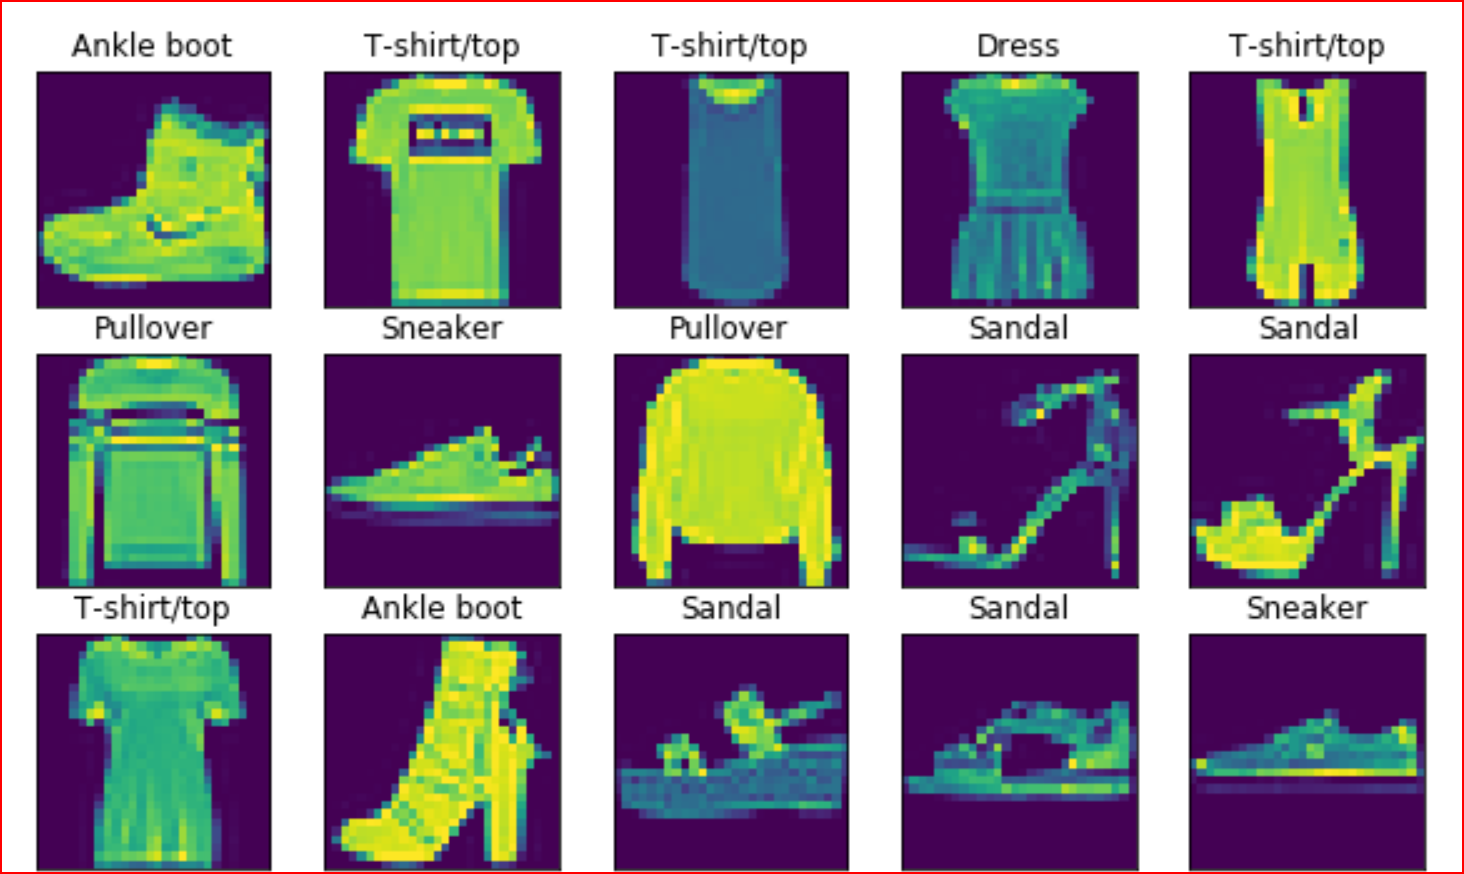 Ankle boot T-shirt/top T-shirt/top Dress T-shirt/top
Pullover Sneaker Pullover Sandal Sandal
T-shirt/top Ankle boot Sandal Sandal Sneaker